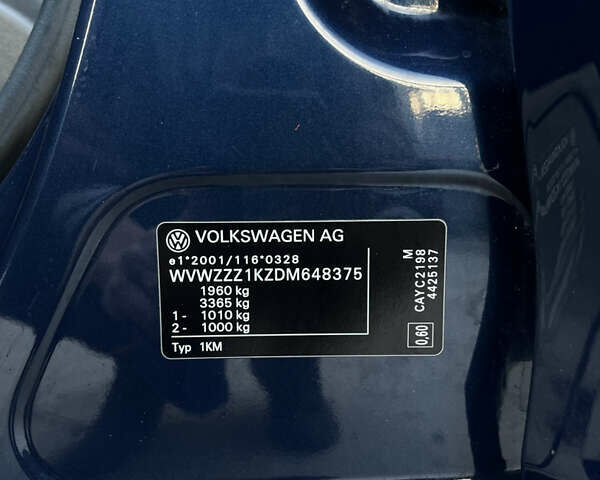 VOLKSWAGEN AG
e1*2001/116*0328
WVWZZZ1KZDM648375
1960 kg
3365 kg
1- 1010 kg
2- 1000 kg
Typ 1KM
M
CAYC2198
4425137
0,60